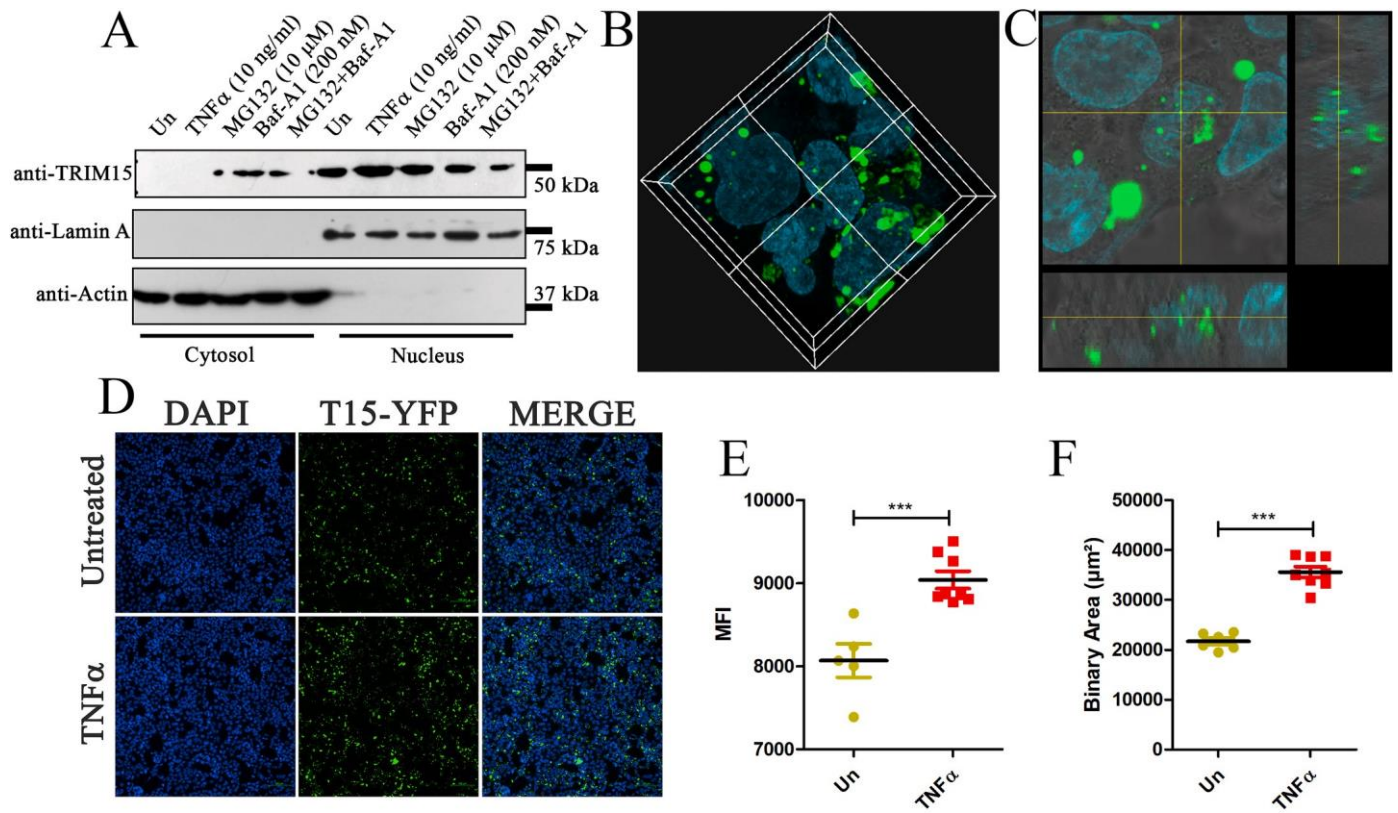 A
Un
TNFα (10 ng/ml)
MG132 (10 µM)
Baf-A1 (200 nM)
MG132+Baf-A1
Un
TNFα (10 ng/ml)
MG132 (10 µM)
Baf-A1 (200 nM)
MG132+Baf-A1
anti-TRIM15
50 kDa
anti-Lamin A
75 kDa
anti-Actin
37 kDa
Cytosol
Nucleus
B
C
D
DAPI
T15-YFP
MERGE
Untreated
TNFα
E
10000
9000
8000
7000
MFI
***
Un
TNFα
F
50000
40000
30000
20000
10000
0
Binary Area (µm²)
***
Un
TNFα